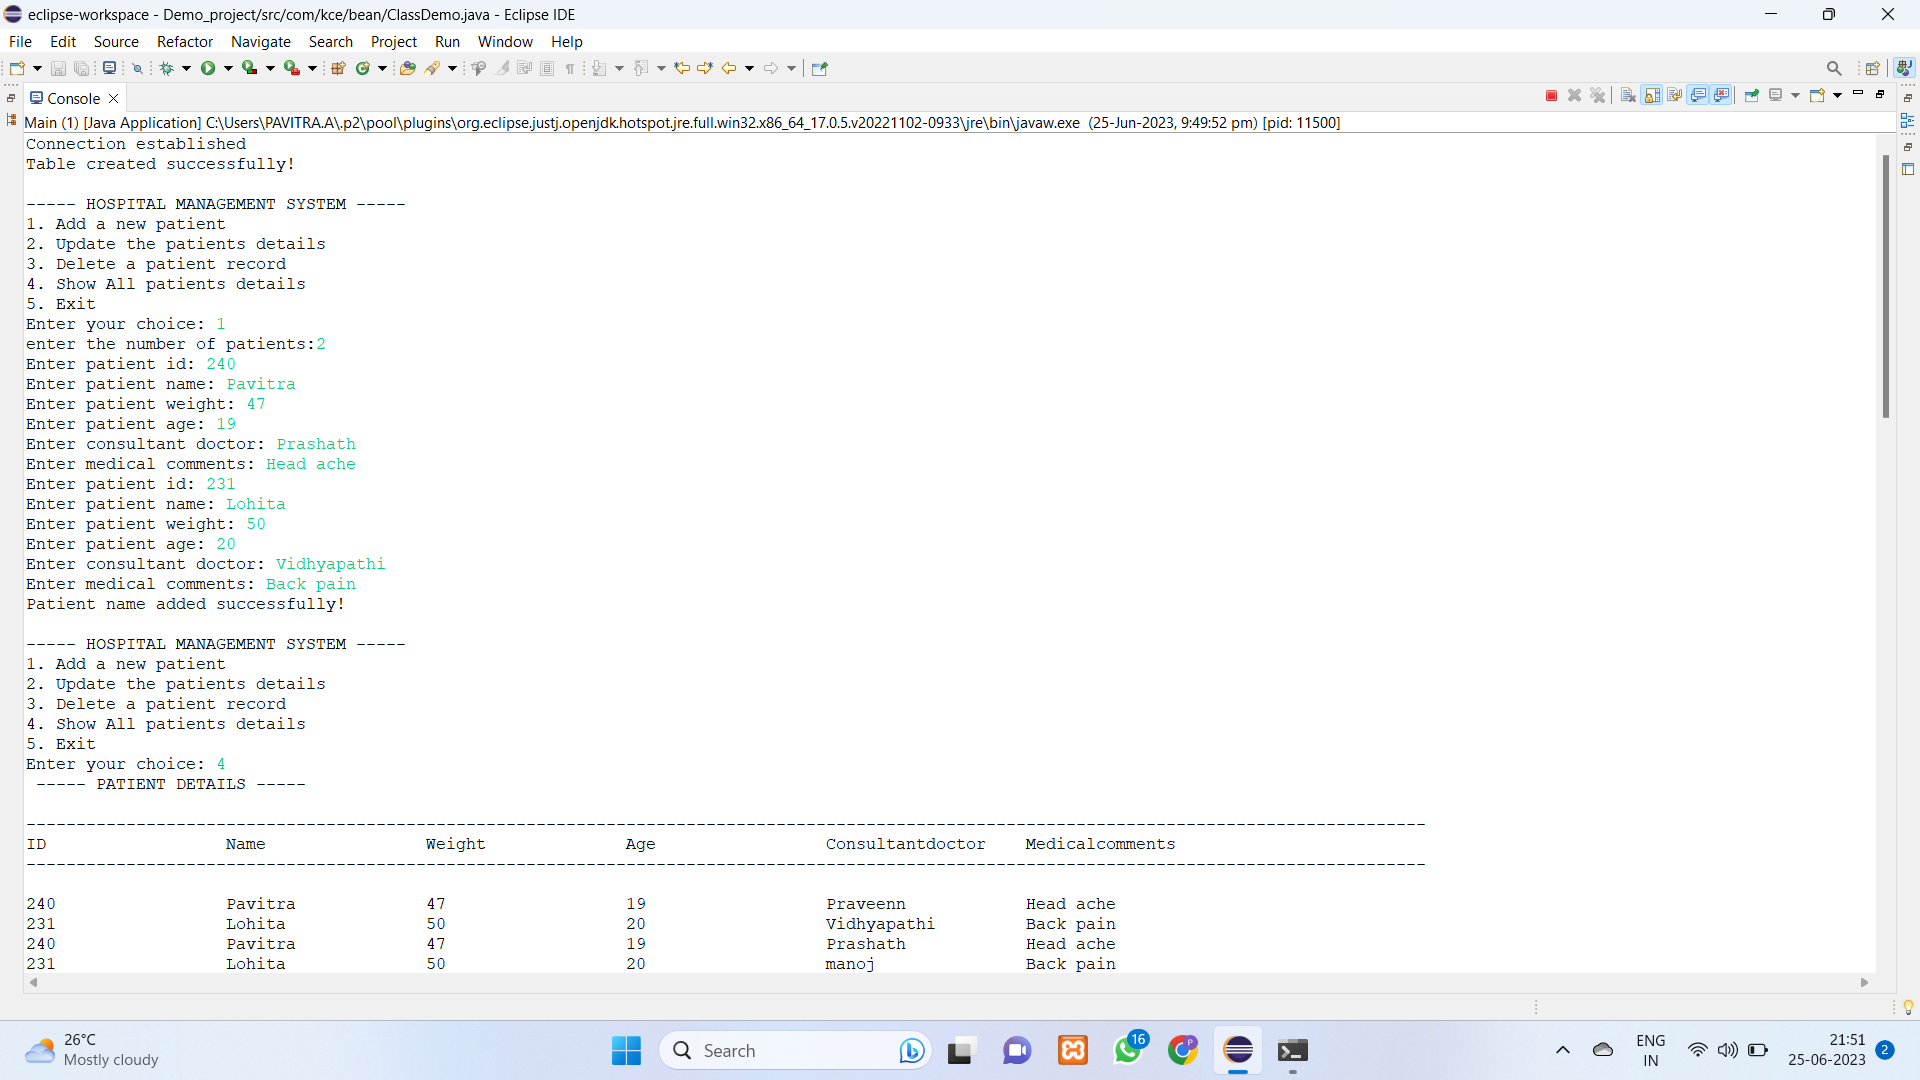 eclipse-workspace - Demo_project/src/com/kce/bean/ClassDemo.java - Eclipse IDE
File Edit Source Refactor Navigate Search Project Run Window Help
Console
Main (1) [Java Application] C:\Users\PAVITRA.A\.p2\pool\plugins\org.eclipse.justj.openjdk.hotspot.jre.full.win32.x86_64_17.0.5.v20221102-0933\jre\bin\javaw.exe (25-Jun-2023, 9:49:52 pm) [pid: 11500]
Connection established
Table created successfully!
----- HOSPITAL MANAGEMENT SYSTEM -----
1. Add a new patient
2. Update the patients details
3. Delete a patient record
4. Show All patients details
5. Exit
Enter your choice: 1
enter the number of patients:2
Enter patient id: 240
Enter patient name: Pavitra
Enter patient weight: 47
Enter patient age: 19
Enter consultant doctor: Prashath
Enter medical comments: Head ache
Enter patient id: 231
Enter patient name: Lohita
Enter patient weight: 50
Enter patient age: 20
Enter consultant doctor: Vidhyapathi
Enter medical comments: Back pain
Patient name added successfully!
----- HOSPITAL MANAGEMENT SYSTEM -----
1. Add a new patient
2. Update the patients details
3. Delete a patient record
4. Show All patients details
5. Exit
Enter your choice: 4
----- PATIENT DETAILS -----
ID Name Weight Age Consultantdoctor Medicalcomments
240 Pavitra 47 19 Praveenn Head ache
231 Lohita 50 20 Vidhyapathi Back pain
240 Pavitra 47 19 Prashath Head ache
231 Lohita 50 20 manoj Back pain
26°C
Mostly cloudy
Search
16
P
ENG
IN
21:51
25-06-2023
2